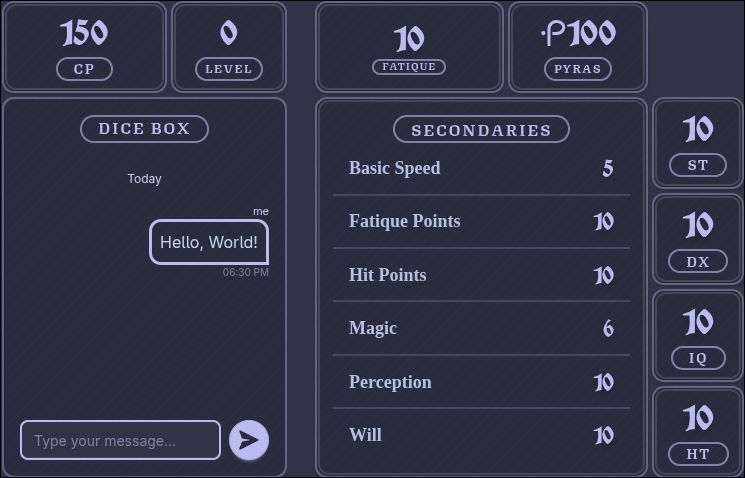 150
CP
0
LEVEL
10
FATIQUE
P100
PYRAS
DICE BOX
Today
me
Hello, World!
06:30 PM
Type your message...
SECONDARIES
Basic Speed 5
Fatique Points 10
Hit Points 10
Magic 6
Perception 10
Will 10
10
ST
10
DX
10
IQ
10
HT